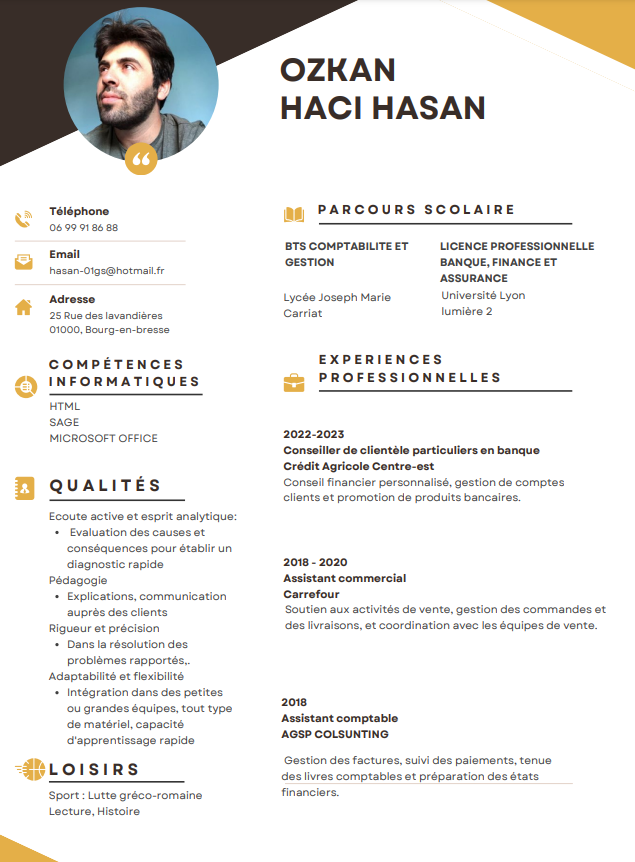 OZKAN
HACI HASAN
Téléphone
06 99 91 86 88
Email
hasan-01gs@hotmail.fr
Adresse
25 Rue des lavandières
01000, Bourg-en-bresse
COMPÉTENCES
INFORMATIQUES
HTML
SAGE
MICROSOFT OFFICE
QUALITÉS
Ecoute active et esprit analytique:
• Evaluation des causes et
conséquences pour établir un
diagnostic rapide
Pédagogie
• Explications, communication
auprès des clients
Rigueur et précision
• Dans la résolution des
problèmes rapportés,.
Adaptabilité et flexibilité
• Intégration dans des petites
ou grandes équipes, tout type
de matériel, capacité
d'apprentissage rapide
LOISIRS
Sport : Lutte gréco-romaine
Lecture, Histoire
PARCOURS SCOLAIRE
BTS COMPTABILITE ET
GESTION
Lycée Joseph Marie
Carriat
LICENCE PROFESSIONNELLE
BANQUE, FINANCE ET
ASSURANCE
Université Lyon
lumière 2
EXPERIENCES
PROFESSIONNELLES
2022-2023
Conseiller de clientèle particuliers en banque
Crédit Agricole Centre-est
Conseil financier personnalisé, gestion de comptes
clients et promotion de produits bancaires.
2018 - 2020
Assistant commercial
Carrefour
Soutien aux activités de vente, gestion des commandes et
des livraisons, et coordination avec les équipes de vente.
2018
Assistant comptable
AGSP COLSUNTING
Gestion des factures, suivi des paiements, tenue
des livres comptables et préparation des états
financiers.